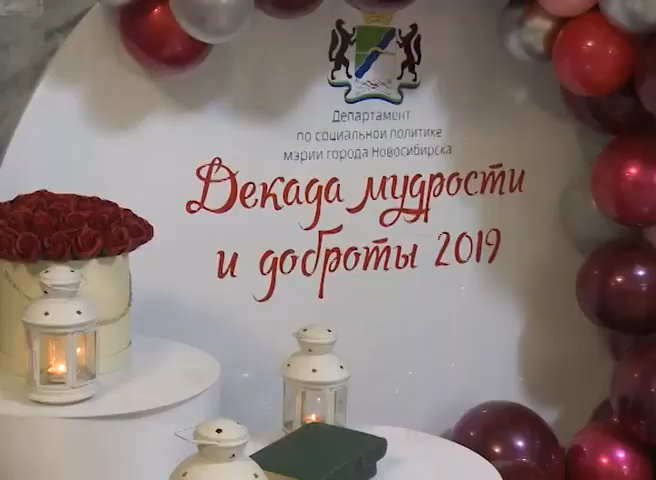 Департамент
по социальной политике
мэрии города Новосибирска
Декада мудрости
и доброты 2019